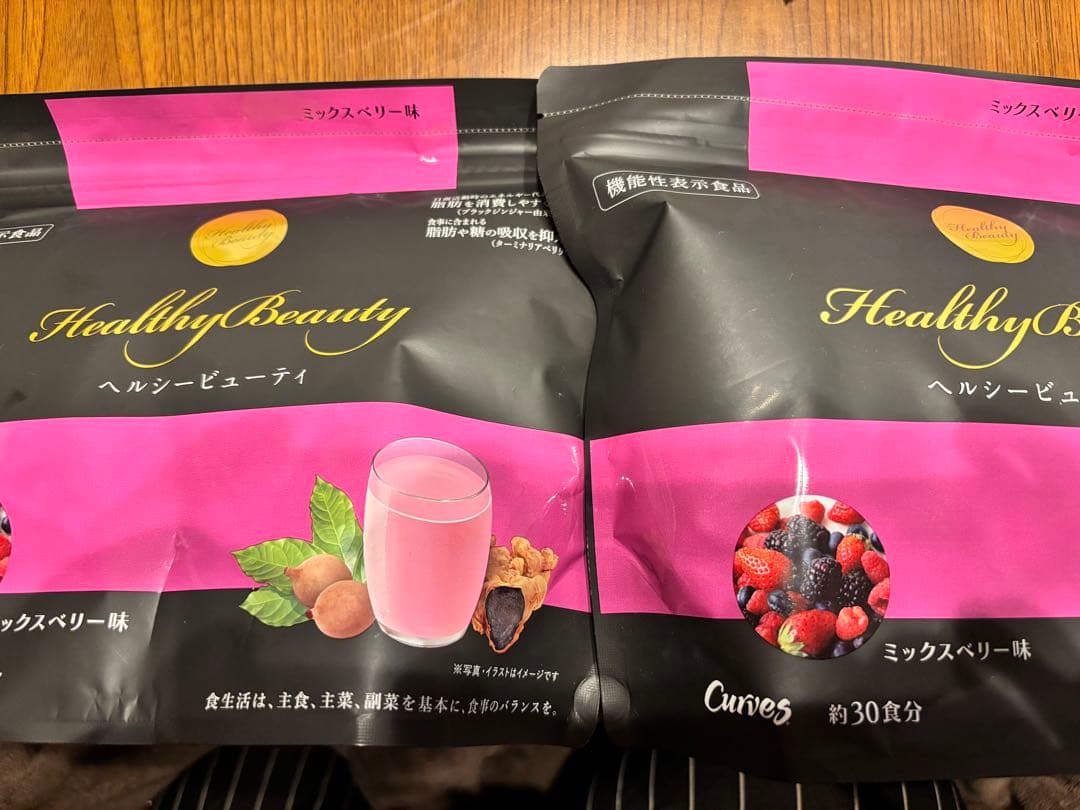 ミックスベリー味
示食品
Healthy
Beauty
脂肪を消費しやす
(ブラックジンジャー由
食事に含まれる
脂肪や糖の吸収を抑
(ターミナリアベリ
Healthy Beauty
ヘルシービューティ
ックスベリー味
※写真・イラストはイメージです
食生活は、主食、主菜、副菜を基本に、食事のバランスを。
ミックスベリ
機能性表示食品
Healthy
Beauty
Healthy B
ヘルシービュ
ミックスベリー味
Curves
約30食分